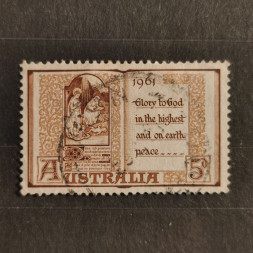 1961
Glory to God
in the highest
and on earth
peace......
AUSTRALIA 5D